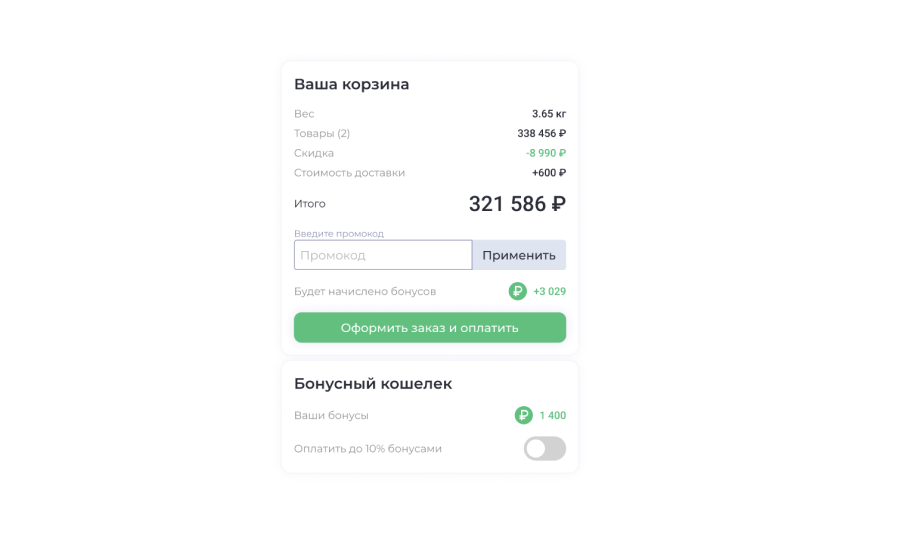 Ваша корзина
Вес 3.65 кг
Товары (2) 338 456 ₽
Скидка -8 990 ₽
Стоимость доставки +600 ₽
Итого 321 586 ₽
Введите промокод
Промокод Применить
Будет начислено бонусов ₽ +3 029
Оформить заказ и оплатить
Бонусный кошелек
Ваши бонусы ₽ 1 400
Оплатить до 10% бонусами